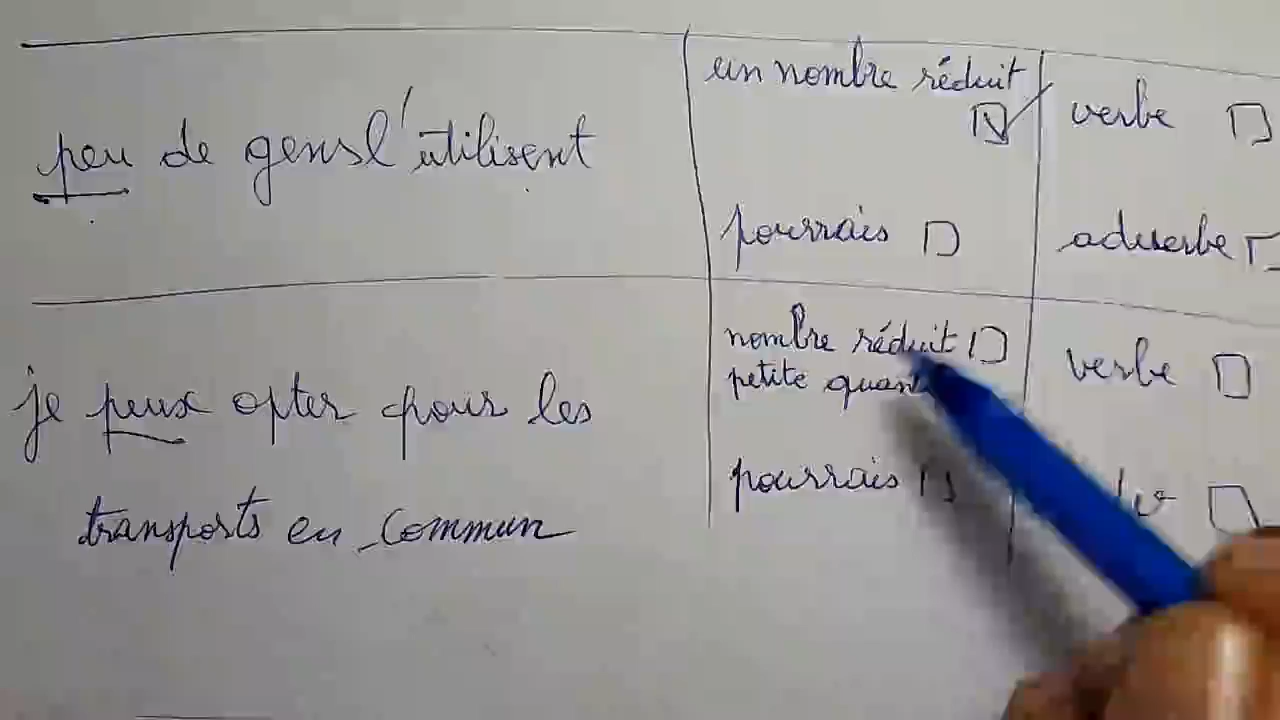 peu de gens l'utilisent
un nombre réduit
verbe
pourrais
adverbe
je peux opter pour les
transports en commun
nombre réduit
petite
verbe
pourrais